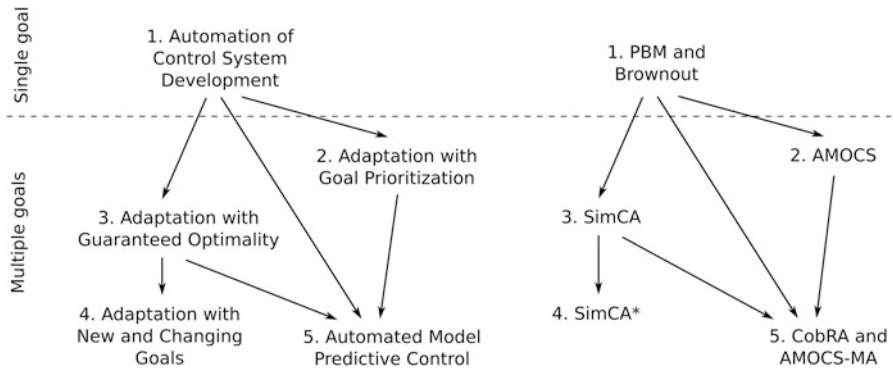 Single goal
1. Automation of
Control System
Development
1. PBM and
Brownout
Multiple goals
2. Adaptation with
Goal Prioritization
2. AMOCS
3. Adaptation with
Guaranteed Optimality
3. SimCA
4. Adaptation with
New and Changing
Goals
5. Automated Model
Predictive Control
4. SimCA*
5. CobRA and
AMOCS-MA